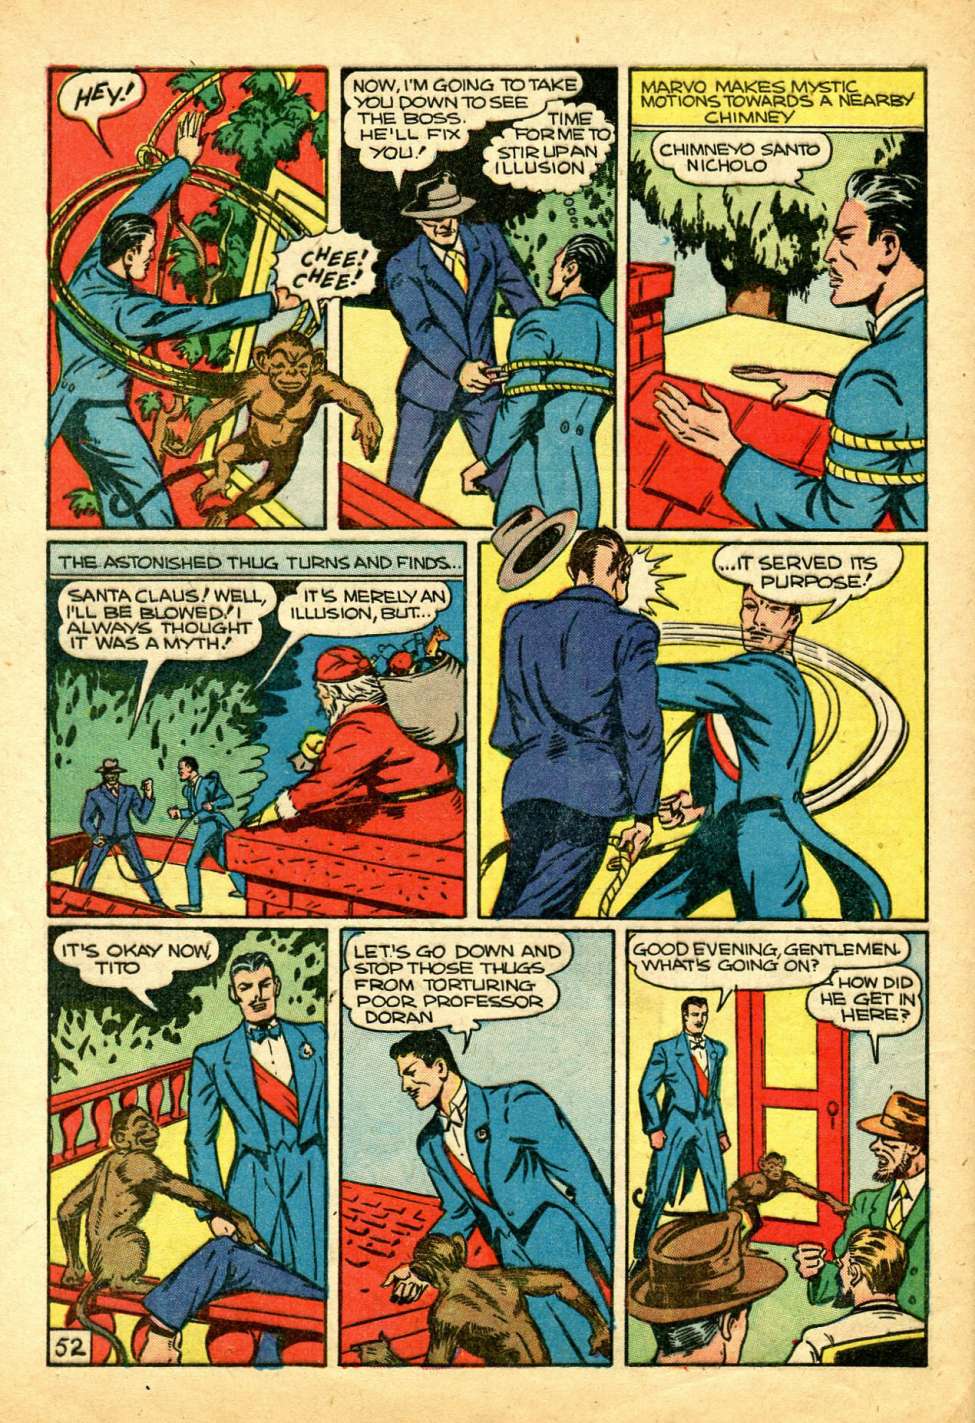 HEY!
CHEE!
CHEE!
NOW, I'M GOING TO TAKE
YOU DOWN TO SEE
THE BOSS.
HE'LL FIX
YOU!
TIME
FOR ME TO
STIR UP AN
ILLUSION
MARVO MAKES MYSTIC
MOTIONS TOWARDS A NEARBY
CHIMNEY
CHIMNEYO SANTO
NICHOLO
THE ASTONISHED THUG TURNS AND FINDS...
SANTA CLAUS! WELL,
I'LL BE BLOWED! I
ALWAYS THOUGHT
IT WAS A MYTH!
IT'S MERELY AN
ILLUSION, BUT...
...IT SERVED ITS
PURPOSE!
IT'S OKAY NOW,
TITO
LET'S GO DOWN AND
STOP THOSE THUGS
FROM TORTURING
POOR PROFESSOR
DORAN
GOOD EVENING, GENTLEMEN-
WHAT'S GOING ON?
HOW DID
HE GET IN
HERE?
52